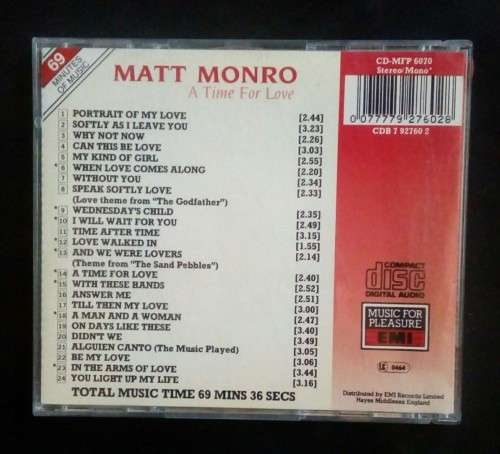 69
MINUTES
OF MUSIC
MATT MONRO
A Time For Love
1 PORTRAIT OF MY LOVE [2.44]
2 SOFTLY AS I LEAVE YOU [3.23]
3 WHY NOT NOW [2.26]
4 CAN THIS BE LOVE [3.03]
5 MY KIND OF GIRL [2.55]
*6 WHEN LOVE COMES ALONG [2.20]
7 WITHOUT YOU [2.34]
8 SPEAK SOFTLY LOVE [2.33]
(Love theme from "The Godfather")
*9 WEDNESDAY'S CHILD [2.35]
*10 I WILL WAIT FOR YOU [2.49]
11 TIME AFTER TIME [3.15]
*12 LOVE WALKED IN [1.55]
*13 AND WE WERE LOVERS [2.14]
(Theme from "The Sand Pebbles")
*14 A TIME FOR LOVE [2.40]
*15 WITH THESE HANDS [2.52]
16 ANSWER ME [2.51]
17 TILL THEN MY LOVE [3.00]
*18 A MAN AND A WOMAN [2.47]
19 ON DAYS LIKE THESE [3.40]
20 DIDN'T WE [3.49]
21 ALGUIEN CANTO (The Music Played) [3.05]
22 BE MY LOVE [3.06]
*23 IN THE ARMS OF LOVE [3.44]
24 YOU LIGHT UP MY LIFE [3.16]
TOTAL MUSIC TIME 69 MINS 36 SECS
CD-MFP 6070
Stereo/Mono*
0 077779 276028
CDB 7 92760 2
COMPACT
disc
DIGITAL AUDIO
MUSIC FOR
PLEASURE
EMI
LC 0464
Distributed by EMI Records Limited
Hayes Middlesex England